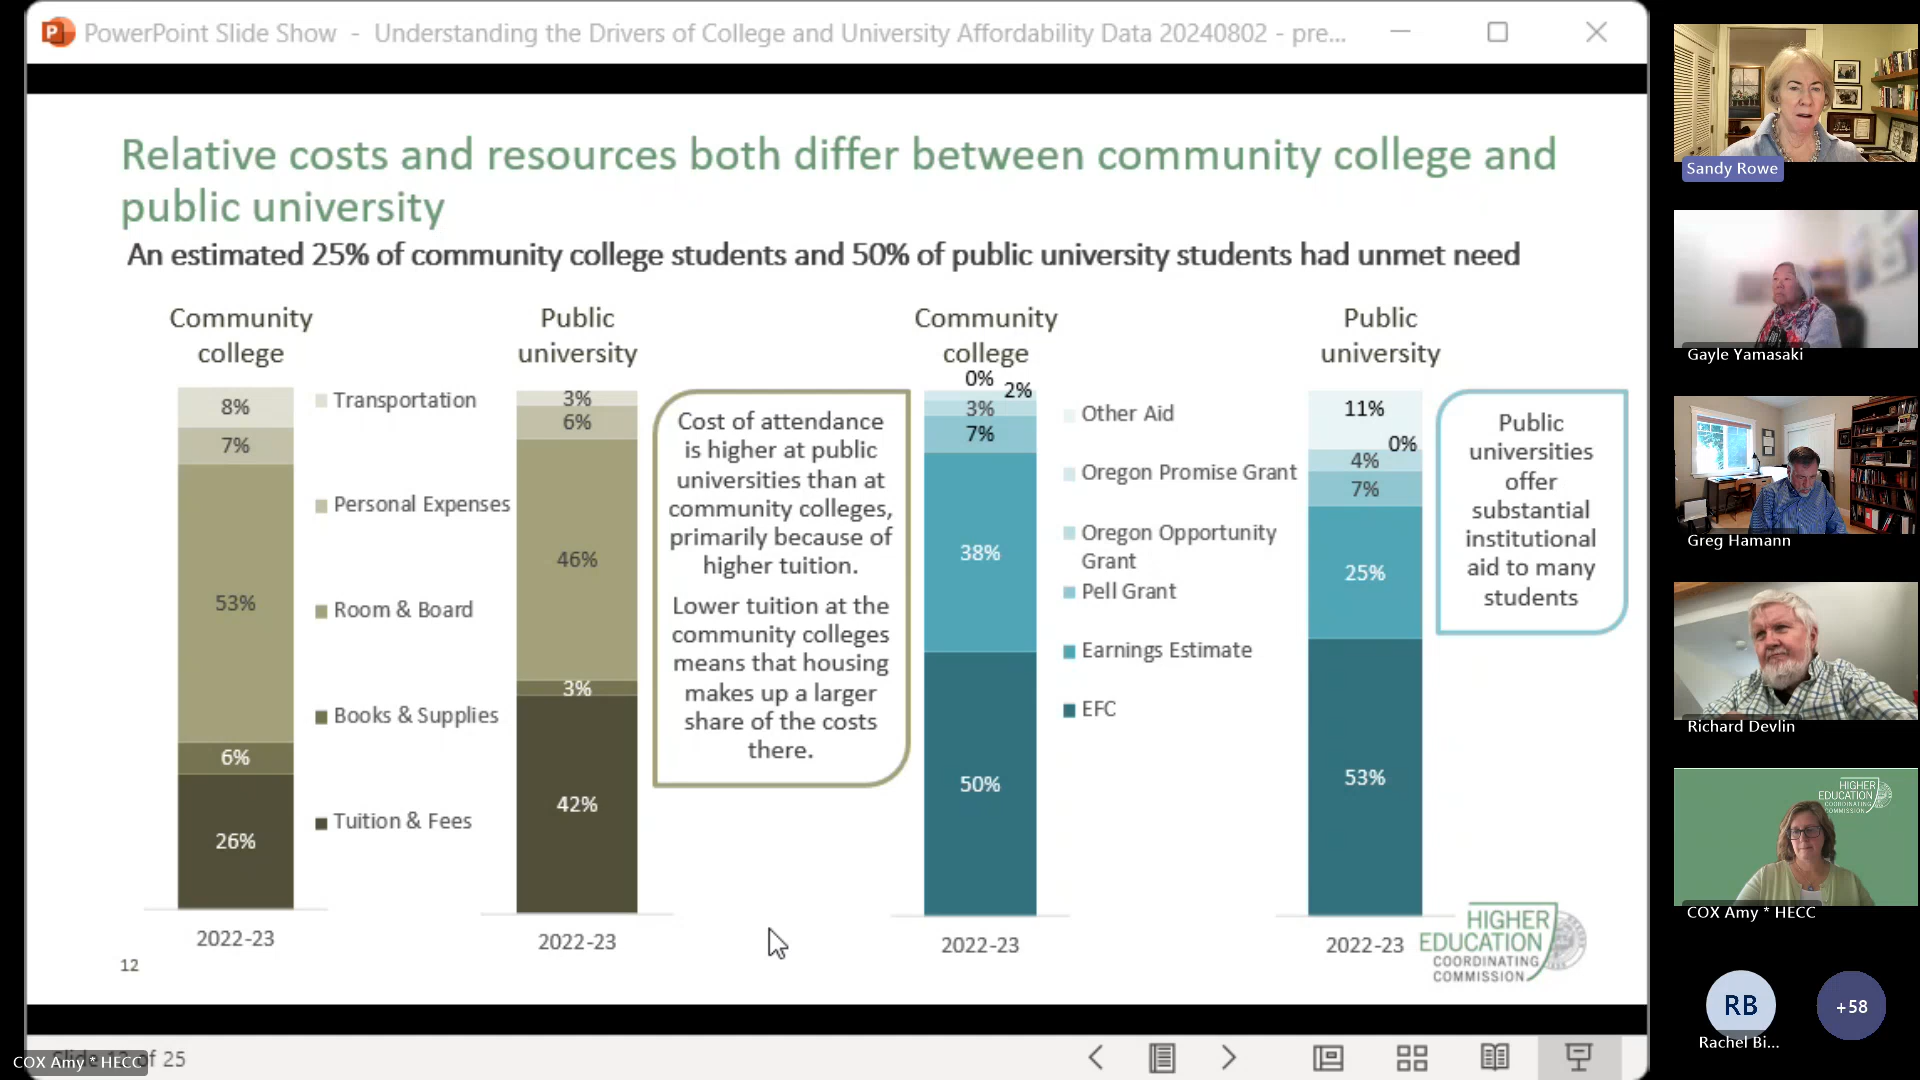 PowerPoint Slide Show - Understanding the Drivers of College and University Affordability Data 20240802 - pre...
Relative costs and resources both differ between community college and
public university
An estimated 25% of community college students and 50% of public university students had unmet need
Community
college
8%
7%
53%
6%
26%
2022-23
Transportation
Personal Expenses
Room & Board
Books & Supplies
Tuition & Fees
Public
university
3%
6%
46%
3%
42%
2022-23
Cost of attendance
is higher at public
universities than at
community colleges,
primarily because of
higher tuition.
Lower tuition at the
community colleges
means that housing
makes up a larger
share of the costs
there.
Community
college
0%
2%
3%
7%
38%
50%
2022-23
Other Aid
Oregon Promise Grant
Oregon Opportunity
Grant
Pell Grant
Earnings Estimate
EFC
Public
university
11%
0%
4%
7%
25%
53%
2022-23
Public
universities
offer
substantial
institutional
aid to many
students
HIGHER
EDUCATION
COORDINATING
COMMISSION
12
of 25
COX Amy * HECC
Sandy Rowe
Gayle Yamasaki
Greg Hamann
Richard Devlin
HIGHER
EDUCATION
COORDINATING
COMMISSION
COX Amy * HECC
RB
Rachel Bi...
+58